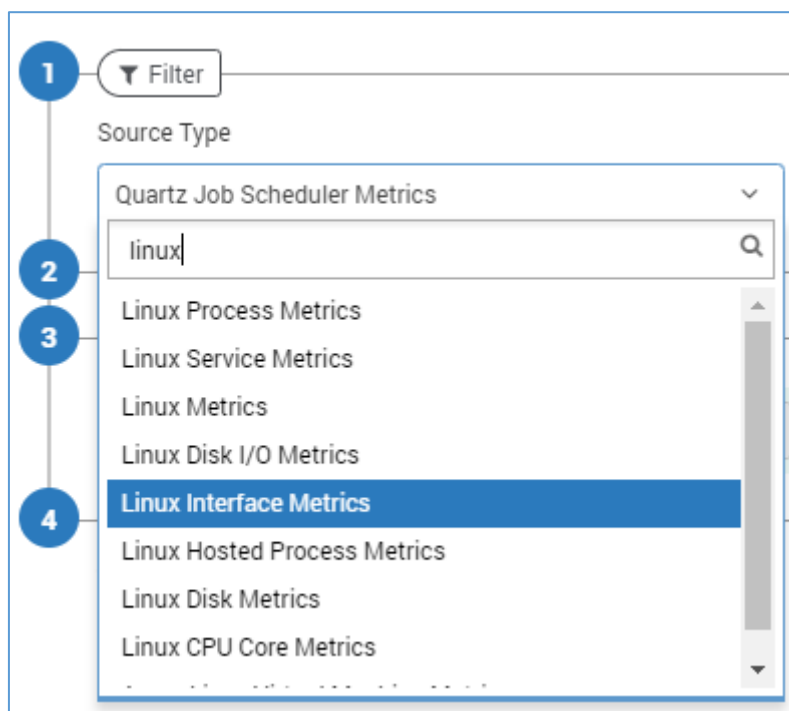 1
Filter
Source Type
Quartz Job Scheduler Metrics
linux
2
Linux Process Metrics
3
Linux Service Metrics
Linux Metrics
Linux Disk I/O Metrics
Linux Interface Metrics
4
Linux Hosted Process Metrics
Linux Disk Metrics
Linux CPU Core Metrics